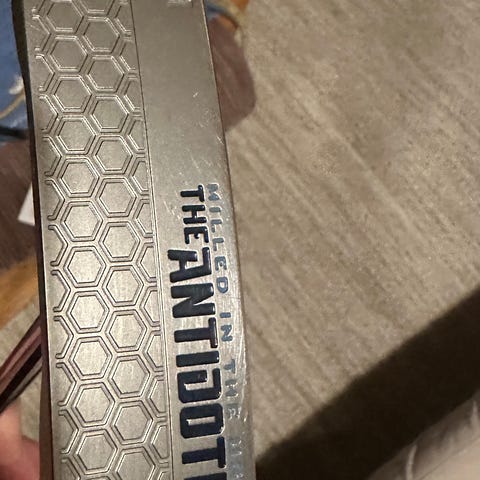 MILLED IN THE
THE ANTIDOT